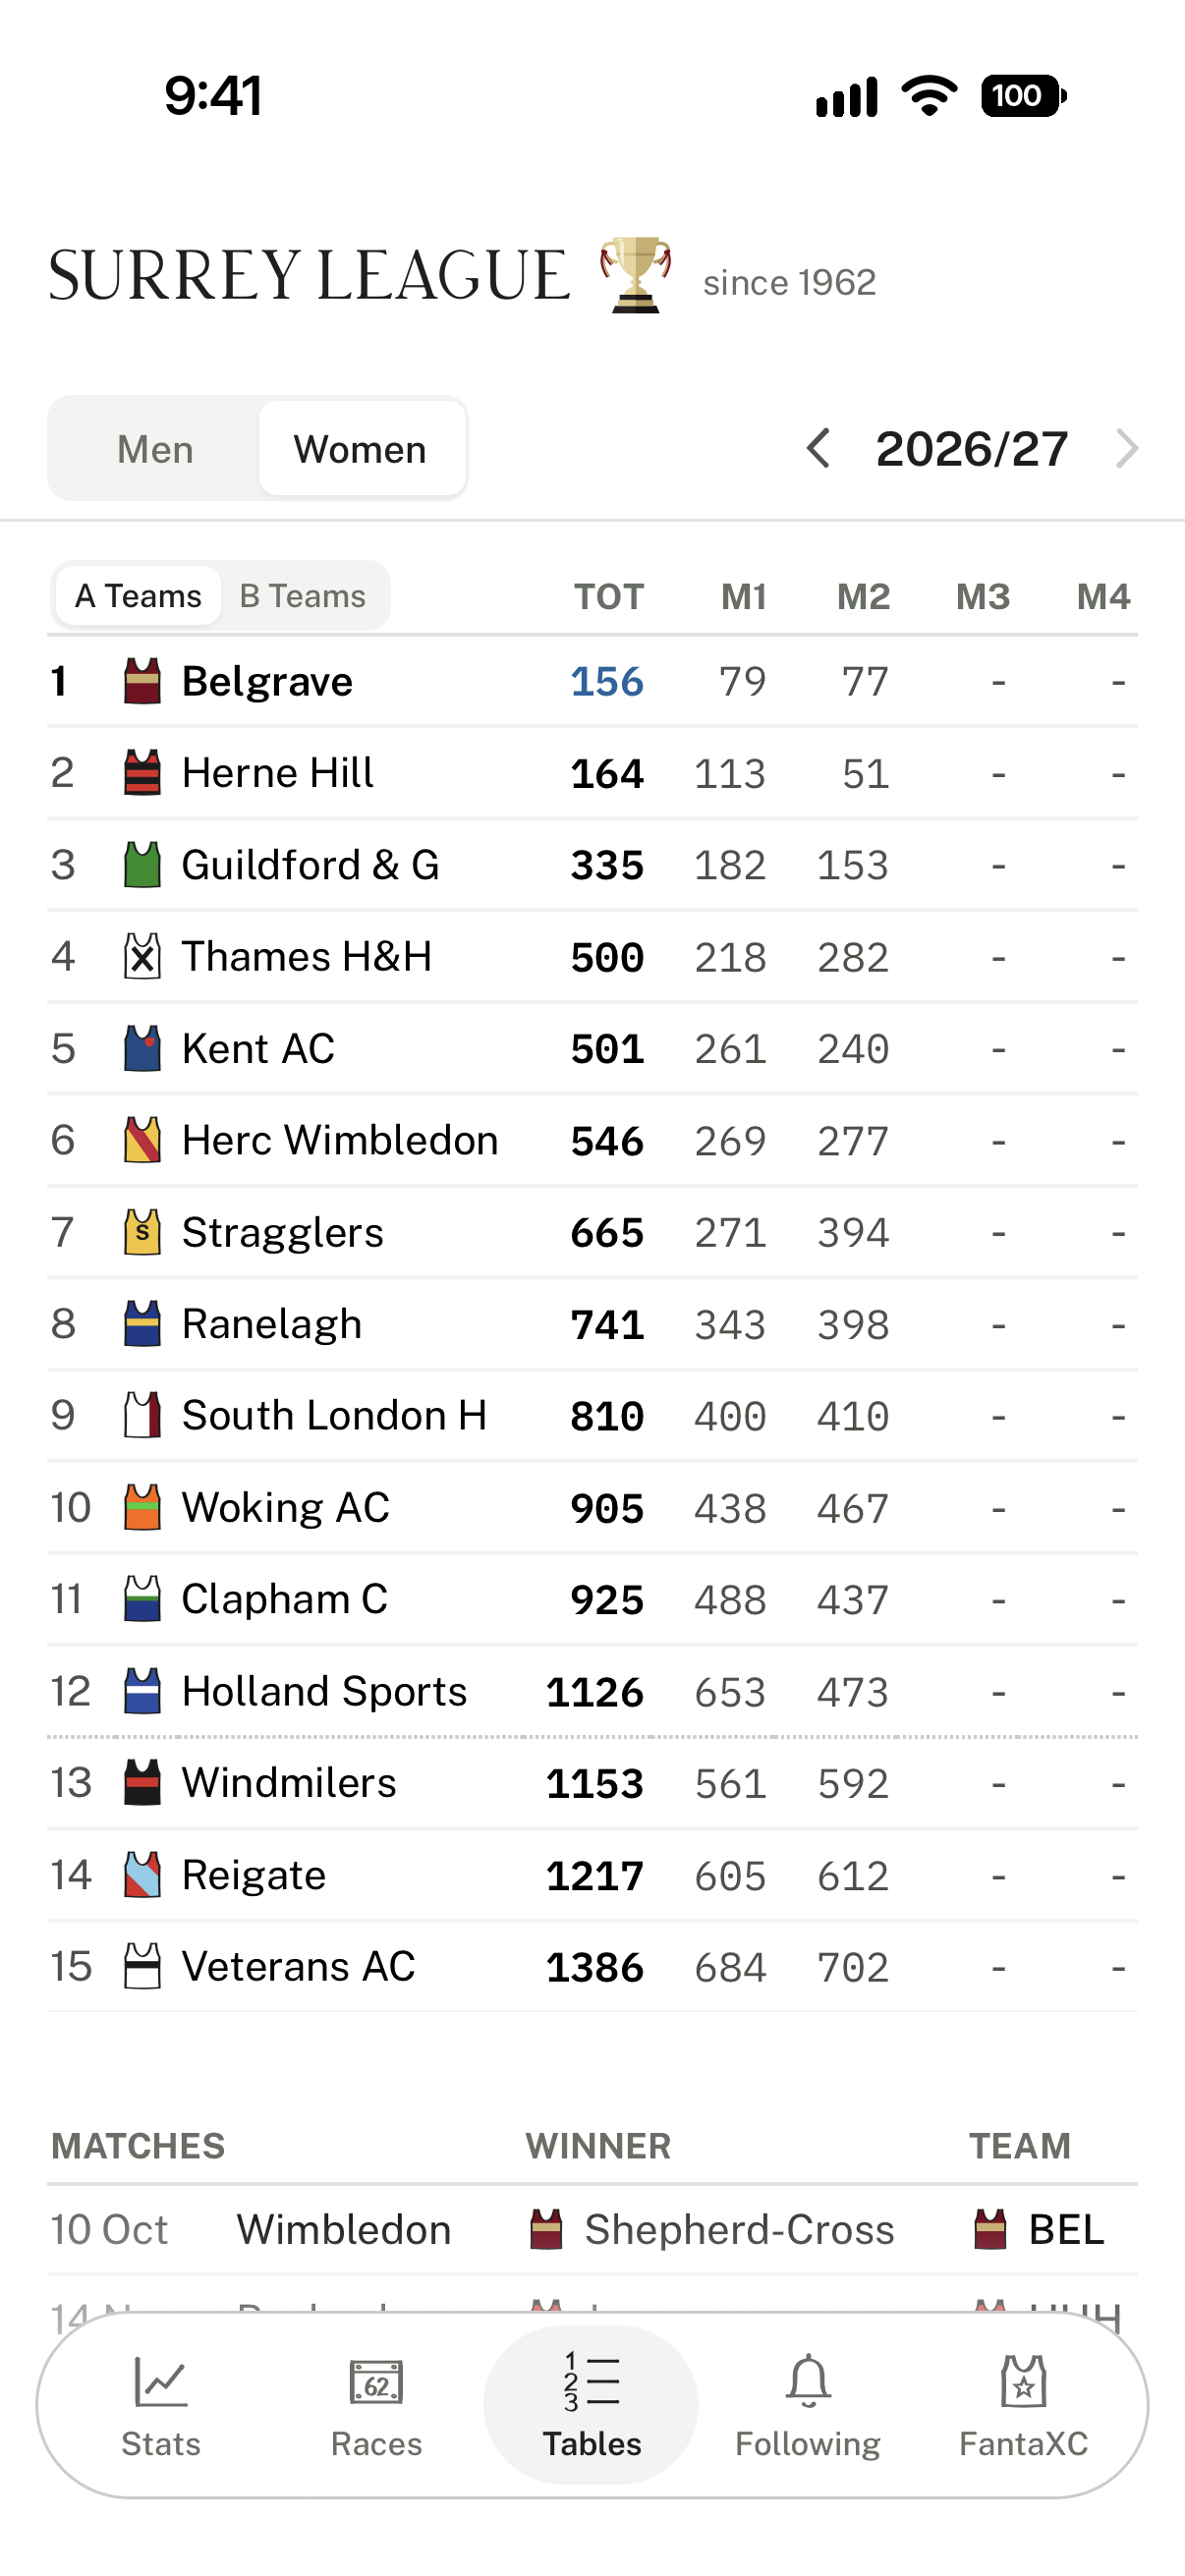 9:41
100
SURREY LEAGUE since 1962
Men Women 2026/27
A Teams B Teams TOT M1 M2 M3 M4
1 Belgrave 156 79 77 - -
2 Herne Hill 164 113 51 - -
3 Guildford & G 335 182 153 - -
4 Thames H&H 500 218 282 - -
5 Kent AC 501 261 240 - -
6 Herc Wimbledon 546 269 277 - -
7 S Stragglers 665 271 394 - -
8 Ranelagh 741 343 398 - -
9 South London H 810 400 410 - -
10 Woking AC 905 438 467 - -
11 Clapham C 925 488 437 - -
12 Holland Sports 1126 653 473 - -
13 Windmilers 1153 561 592 - -
14 Reigate 1217 605 612 - -
15 Veterans AC 1386 684 702 - -
MATCHES WINNER TEAM
10 Oct Wimbledon Shepherd-Cross BEL
14 HHH
62
1
2
3
Stats Races Tables Following FantaXC